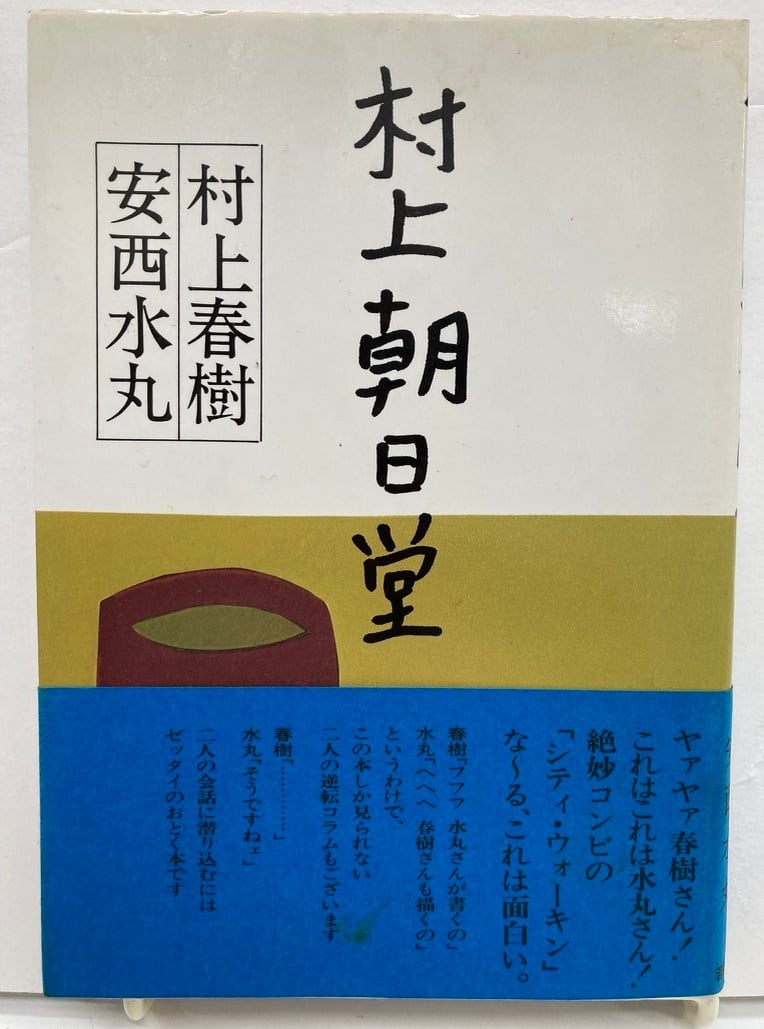 村上朝日堂
村上春樹
安西水丸
ヤァヤァ春樹さん!
これはこれは水丸さん!
絶妙コンビの
「シティ・ウォーキン」
な〜る、これは面白い。
春樹「フフフ 水丸さんが書くの」
水丸「へへへ 春樹さんも描くの」
というわけで、
この本しか見られない
二人の逆転コラムもございます
春樹「…………」
水丸「そうですねェ」
二人の会話に潜り込むには
ゼッタイのおとく本です